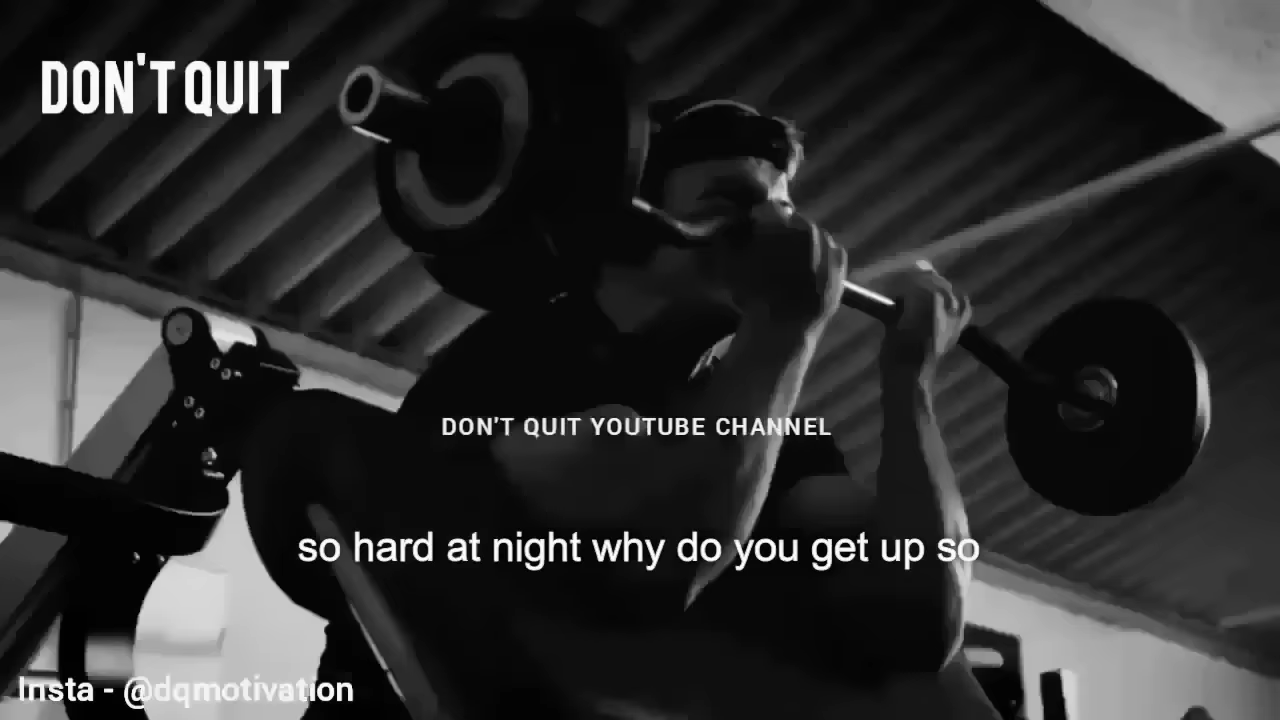 DON'T QUIT
DON'T QUIT YOUTUBE CHANNEL
so hard at night why do you get up so
Insta - @dqmotivation